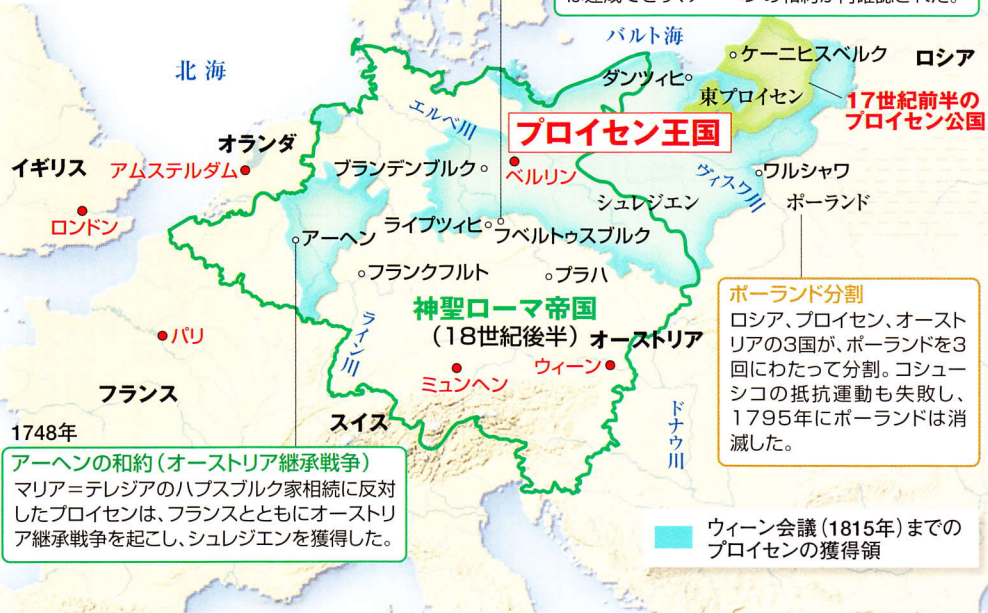 バルト海
ケーニヒスベルク
ロシア
北海
ダンツィヒ
東プロイセン
17世紀前半の
プロイセン公国
エルベ川
オランダ
プロイセン王国
イギリス
アムステルダム
ブランデンブルク
ベルリン
ヴィスワ川
ワルシャワ
ロンドン
シュレジエン
ポーランド
アーヘン
ライプツィヒ
フベルトゥスブルク
フランクフルト
プラハ
神聖ローマ帝国
(18世紀後半)
オーストリア
パリ
ライン川
ミュンヘン
ウィーン
フランス
スイス
ドナウ川
ポーランド分割
ロシア、プロイセン、オースト
リアの3国が、ポーランドを3
回にわたって分割。コシュー
シコの抵抗運動も失敗し、
1795年にポーランドは消
滅した。
1748年
アーヘンの和約(オーストリア継承戦争)
マリア=テレジアのハプスブルク家相続に反対
したプロイセンは、フランスとともにオーストリ
ア継承戦争を起こし、シュレジエンを獲得した。
ウィーン会議(1815年)までの
プロイセンの獲得領